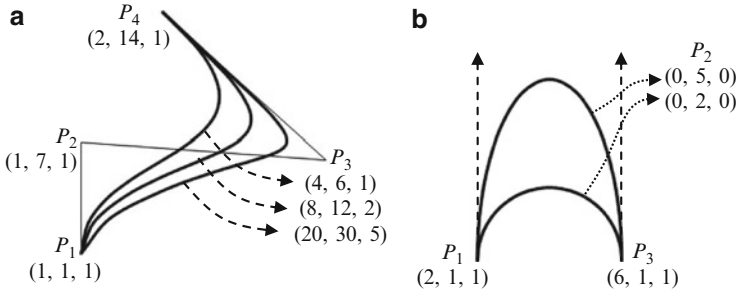 a
P4
(2, 14, 1)
P2
(1, 7, 1)
P3
(4, 6, 1)
(8, 12, 2)
(20, 30, 5)
P1
(1, 1, 1)
b
P2
(0, 5, 0)
(0, 2, 0)
P1
(2, 1, 1)
P3
(6, 1, 1)